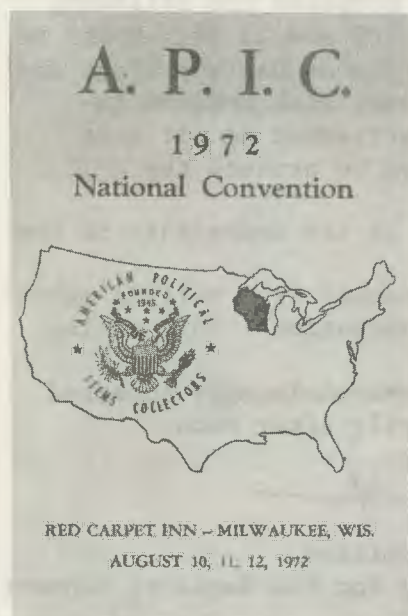 A. P. I. C.
1972
National Convention
AMERICAN POLITICAL
FOUNDED
1945
ITEMS COLLECTORS
RED CARPET INN – MILWAUKEE, WIS.
AUGUST 10, 11, 12, 1972